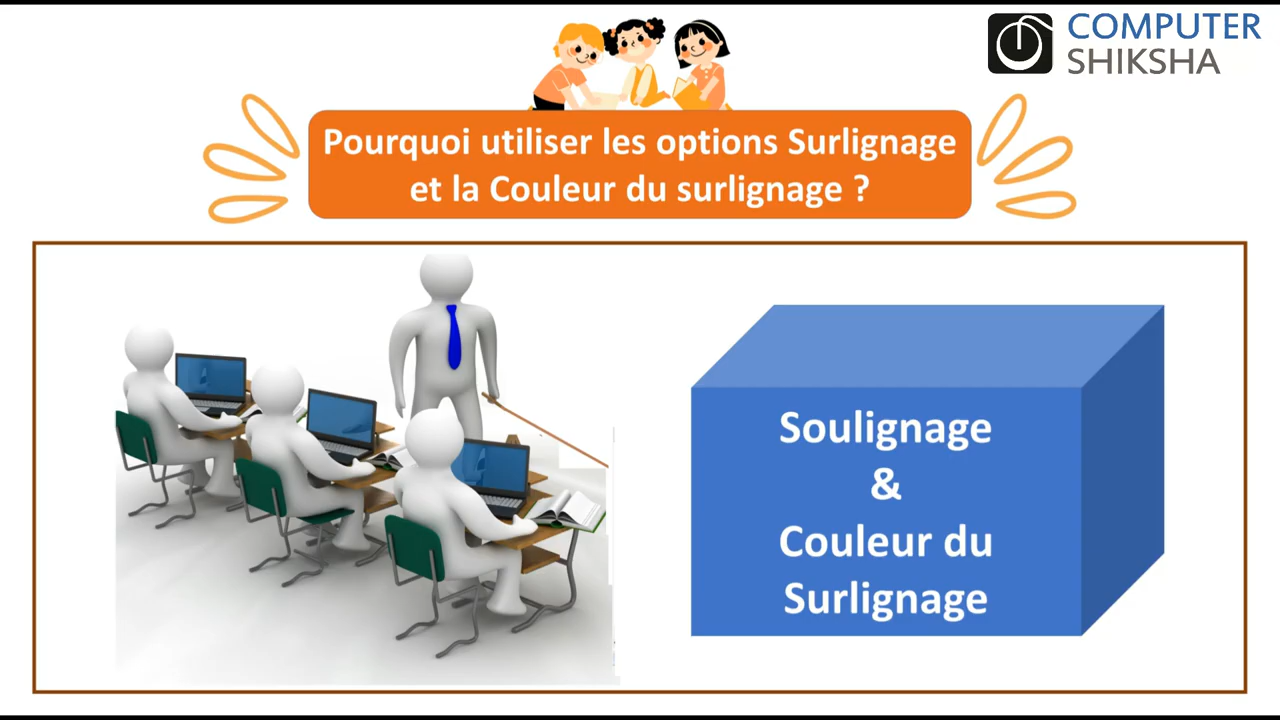 COMPUTER
SHIKSHA
Pourquoi utiliser les options Surlignage
et la Couleur du surlignage ?
Soulignage
&
Couleur du
Surlignage